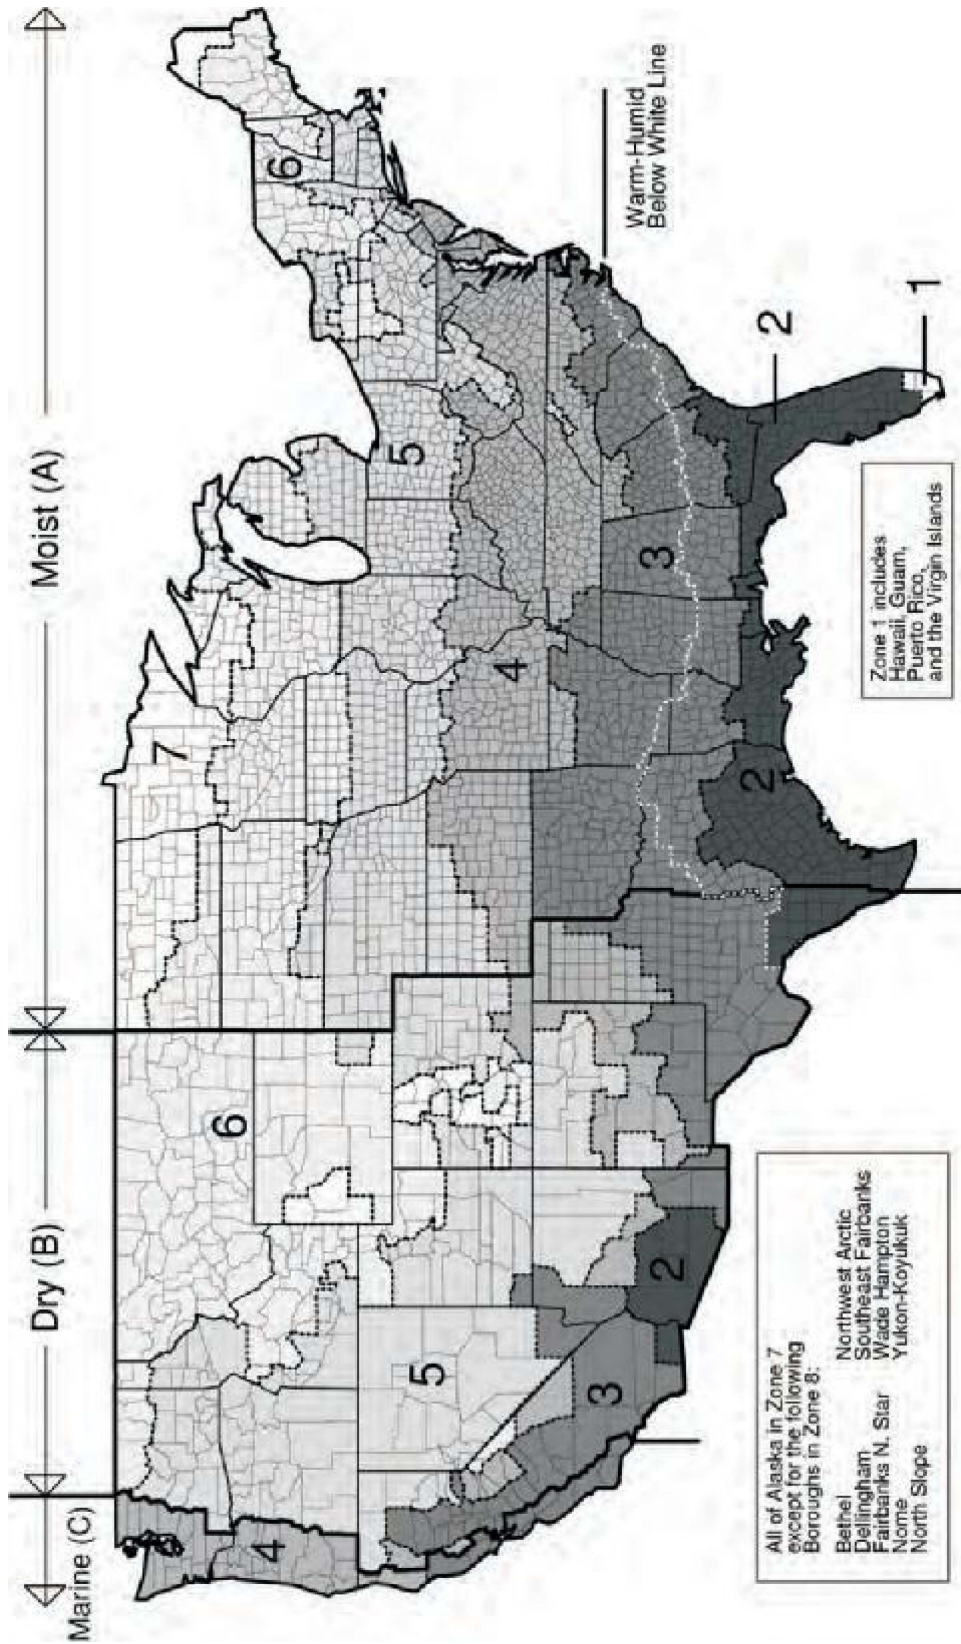 Marine (C)
Dry (B)
Moist (A)
4
5
6
3
2
7
4
5
3
2
6
2
1
Warm-Humid
Below White Line
All of Alaska in Zone 7
except for the following
Boroughs in Zone 8:
Bethel
Dellingham
Fairbanks N. Star
Nome
North Slope
Northwest Arctic
Southeast Fairbanks
Wade Hampton
Yukon-Koyukuk
Zone 1 includes
Hawaii, Guam,
Puerto Rico,
and the Virgin Islands